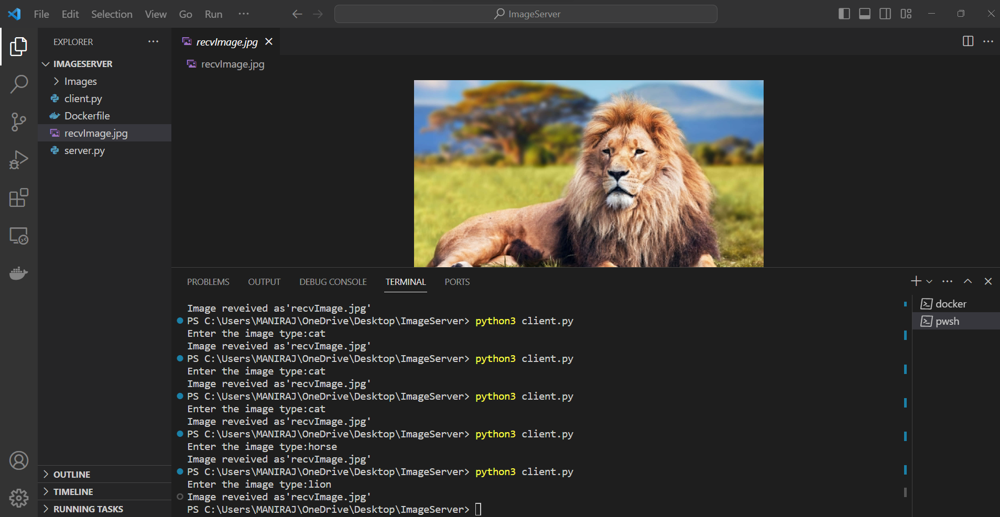 File Edit Selection View Go Run ··· ImageServer
EXPLORER ···
IMAGESERVER
Images
client.py
Dockerfile
recvImage.jpg
server.py
OUTLINE
TIMELINE
RUNNING TASKS
recvImage.jpg
recvImage.jpg
PROBLEMS OUTPUT DEBUG CONSOLE TERMINAL PORTS
Image reveived as'recvImage.jpg'
PS C:\Users\MANIRAJ\OneDrive\Desktop\ImageServer> python3 client.py
Enter the image type:cat
Image reveived as'recvImage.jpg'
PS C:\Users\MANIRAJ\OneDrive\Desktop\ImageServer> python3 client.py
Enter the image type:cat
Image reveived as'recvImage.jpg'
PS C:\Users\MANIRAJ\OneDrive\Desktop\ImageServer> python3 client.py
Enter the image type:cat
Image reveived as'recvImage.jpg'
PS C:\Users\MANIRAJ\OneDrive\Desktop\ImageServer> python3 client.py
Enter the image type:horse
Image reveived as'recvImage.jpg'
PS C:\Users\MANIRAJ\OneDrive\Desktop\ImageServer> python3 client.py
Enter the image type:lion
Image reveived as'recvImage.jpg'
PS C:\Users\MANIRAJ\OneDrive\Desktop\ImageServer>
docker
pwsh